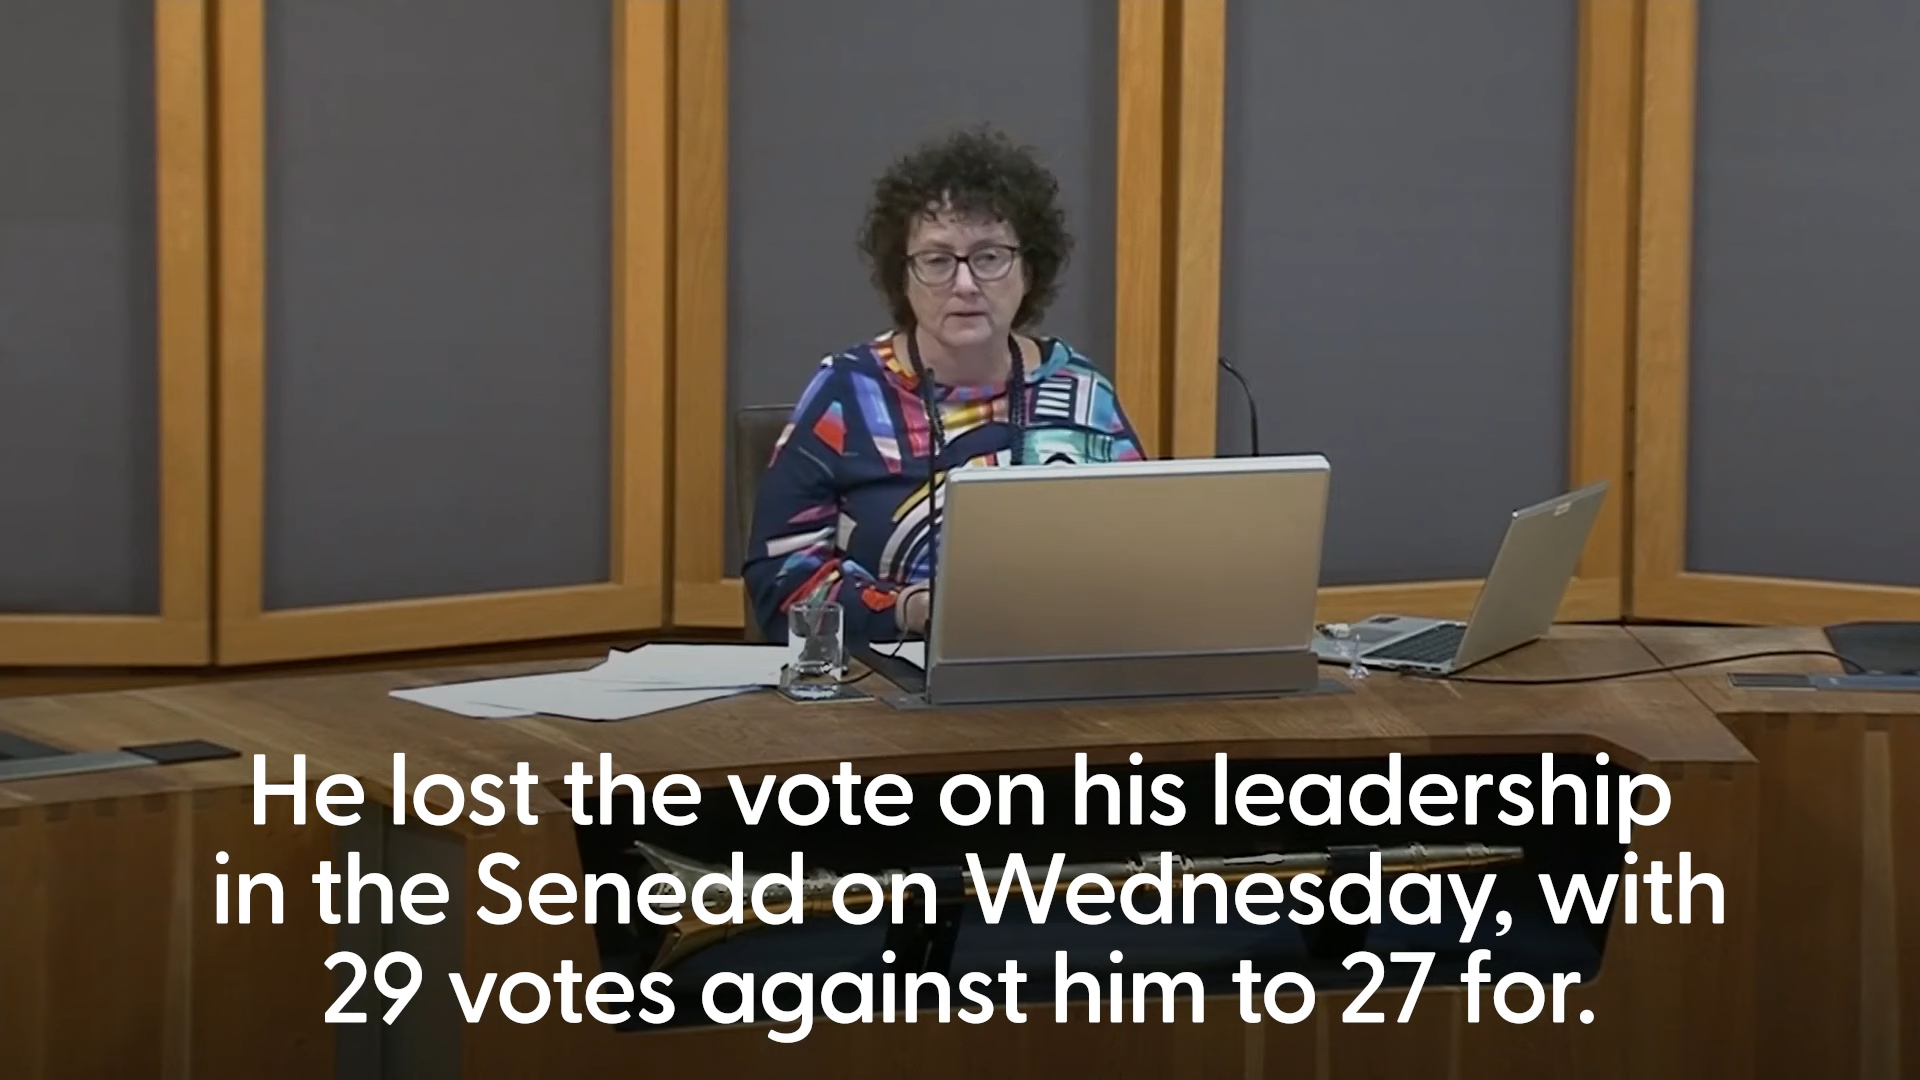 He lost the vote on his leadership
in the Senedd on Wednesday, with
29 votes against him to 27 for.